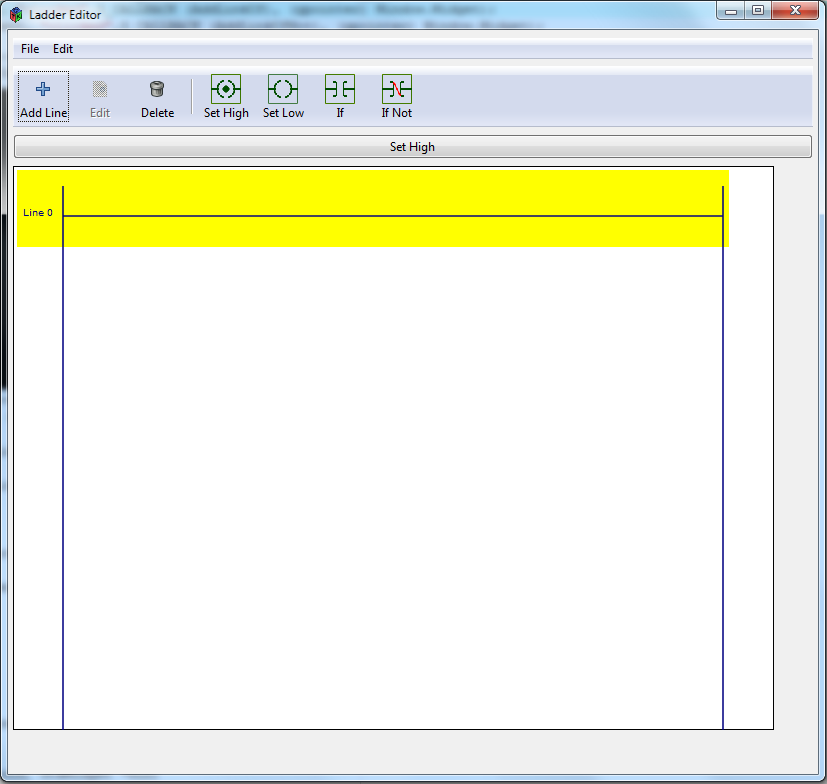 Ladder Editor
File Edit
Add Line Edit Delete Set High Set Low If If Not
Set High
Line 0